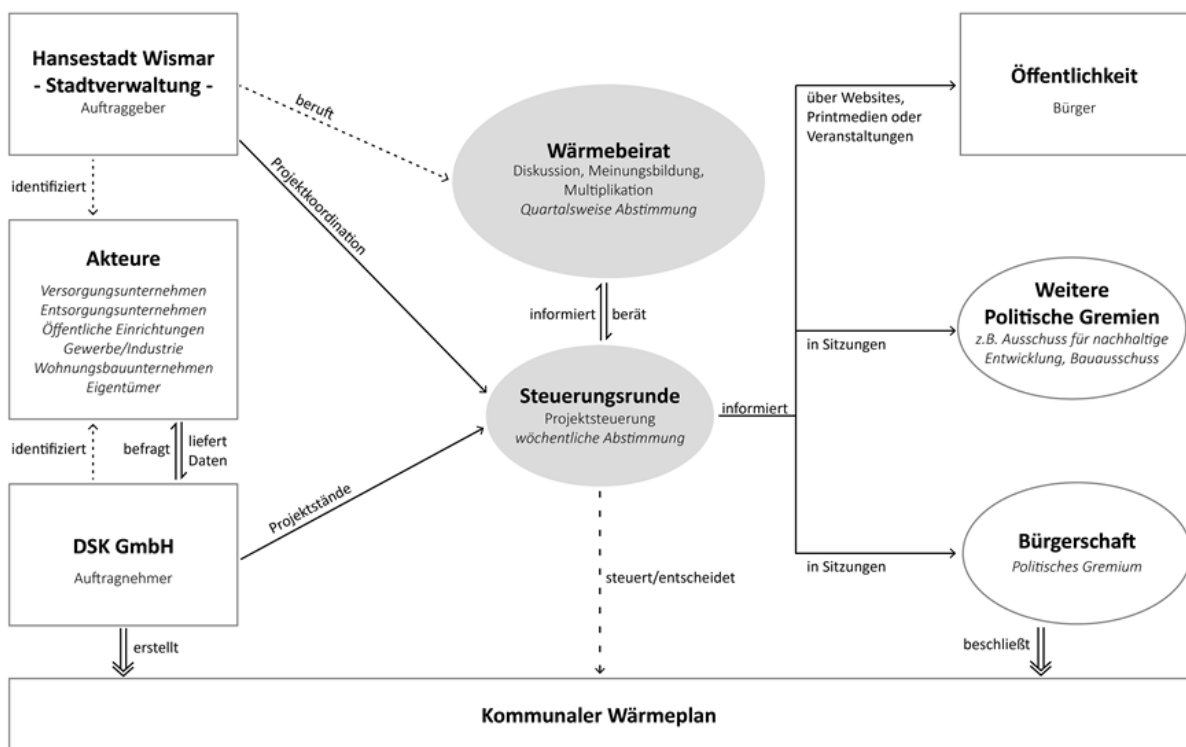 Hansestadt Wismar
- Stadtverwaltung -
Auftraggeber
beruft
Projektkoordination
identifiziert
Akteure
Versorgungsunternehmen
Entsorgungsunternehmen
Öffentliche Einrichtungen
Gewerbe/Industrie
Wohnungsbauunternehmen
Eigentümer
identifiziert
befragt
liefert
Daten
DSK GmbH
Auftragnehmer
Projektstände
erstellt
Wärmebeirat
Diskussion, Meinungsbildung,
Multiplikation
Quartalsweise Abstimmung
informiert
berät
Steuerungsrunde
Projektsteuerung
wöchentliche Abstimmung
informiert
steuert/entscheidet
über Websites,
Printmedien oder
Veranstaltungen
Öffentlichkeit
Bürger
in Sitzungen
Weitere
Politische Gremien
z.B. Ausschuss für nachhaltige
Entwicklung, Bauausschuss
in Sitzungen
Bürgerschaft
Politisches Gremium
beschließt
Kommunaler Wärmeplan